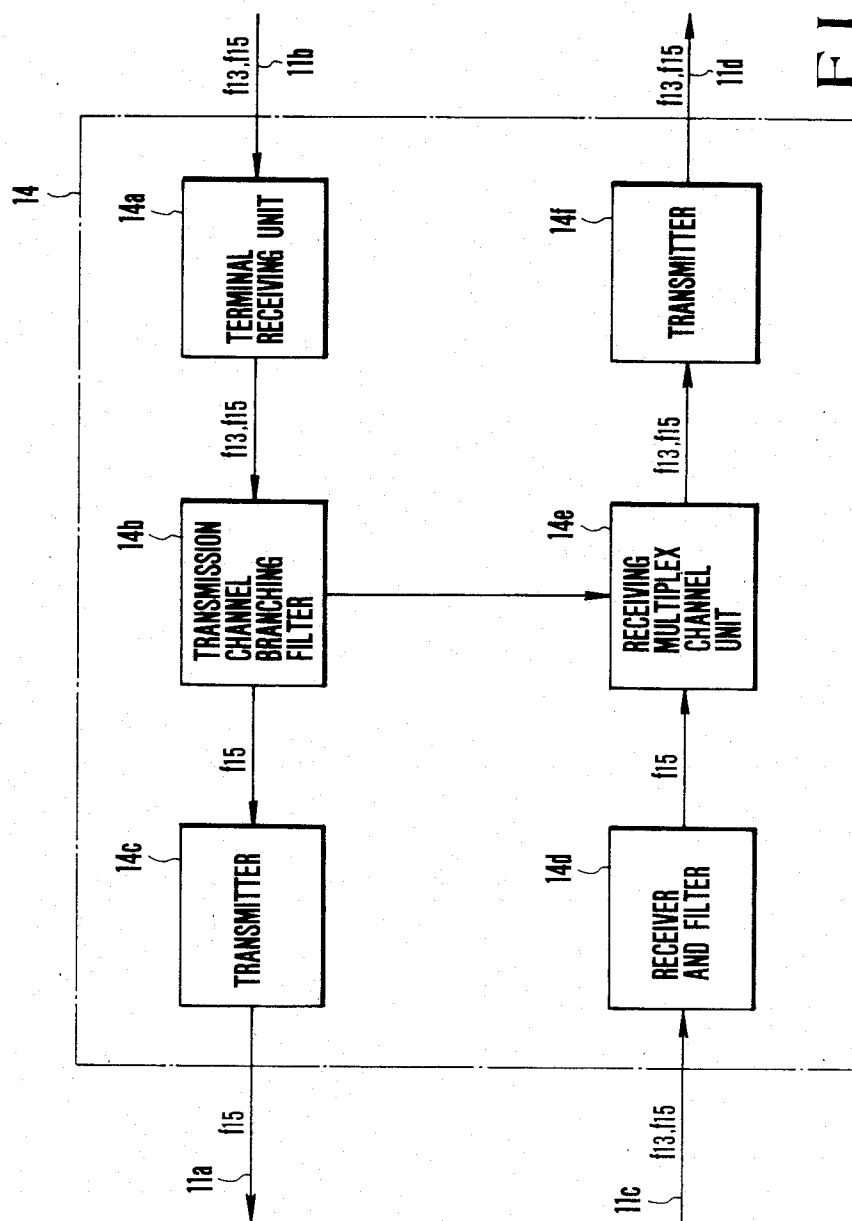 14
f13,f15
11b
14a
TERMINAL
RECEIVING UNIT
f13,f15
14b
TRANSMISSION
CHANNEL
BRANCHING
FILTER
f15
14c
TRANSMITTER
f15
11a
f13,f15
11c
14d
RECEIVER
AND FILTER
f15
14e
RECEIVING
MULTIPLEX
CHANNEL
UNIT
f13,f15
14f
TRANSMITTER
f13,f15
11d